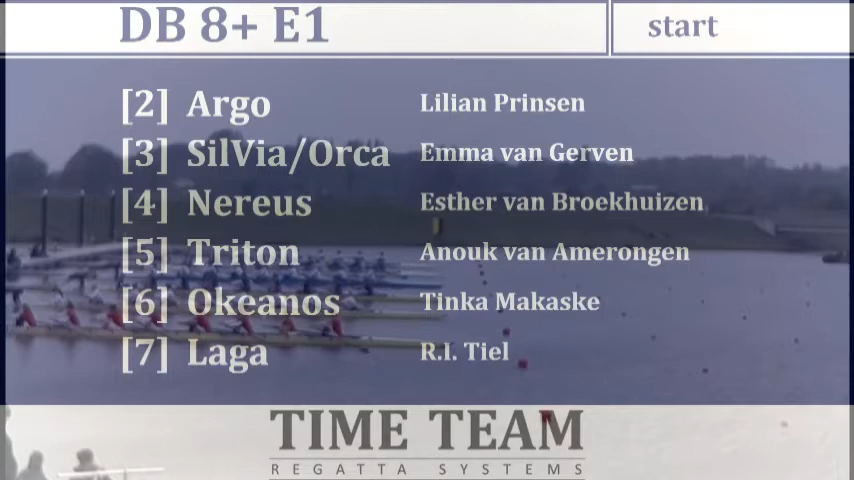 DB 8+ E1 start
[2] Argo Lilian Prinsen
[3] SilVia/Orca Emma van Gerven
[4] Nereus Esther van Broekhuizen
[5] Triton Anouk van Amerongen
[6] Okeanos Tinka Makaske
[7] Laga R.I. Tiel
TIME TEAM
REGATTA SYSTEMS